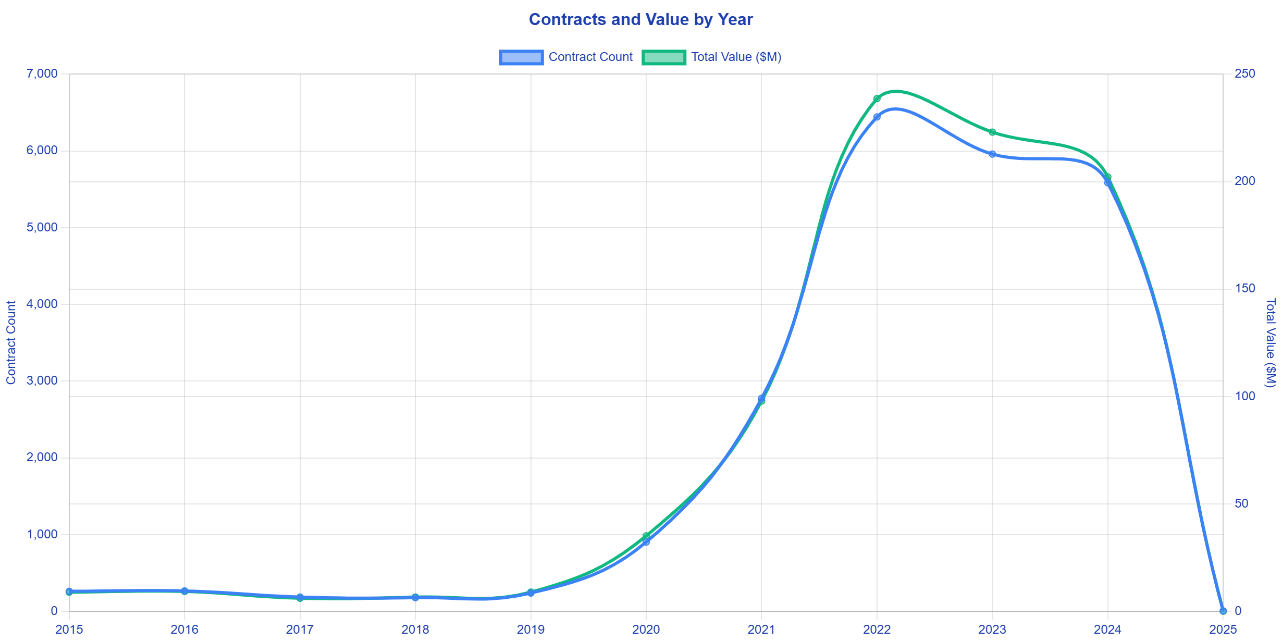 Contracts and Value by Year
Contract Count Total Value ($M)
7,000
6,000
5,000
4,000
3,000
2,000
1,000
0
Contract Count
250
200
150
100
50
0
Total Value ($M)
2015 2016 2017 2018 2019 2020 2021 2022 2023 2024 2025